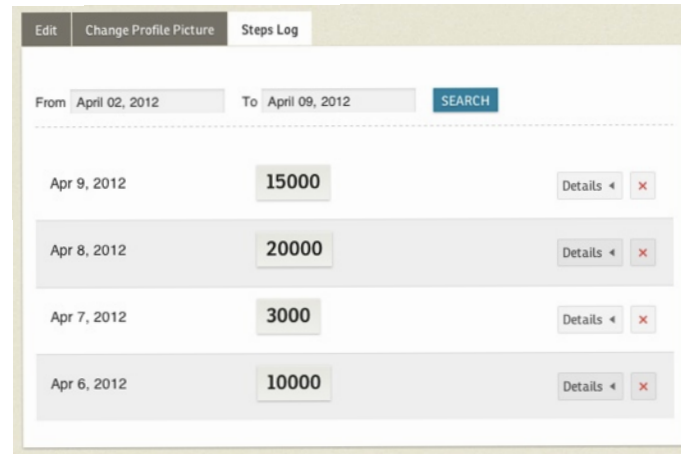 Edit Change Profile Picture Steps Log
From April 02, 2012 To April 09, 2012 SEARCH
Apr 9, 2012 15000 Details ×
Apr 8, 2012 20000 Details ×
Apr 7, 2012 3000 Details ×
Apr 6, 2012 10000 Details ×